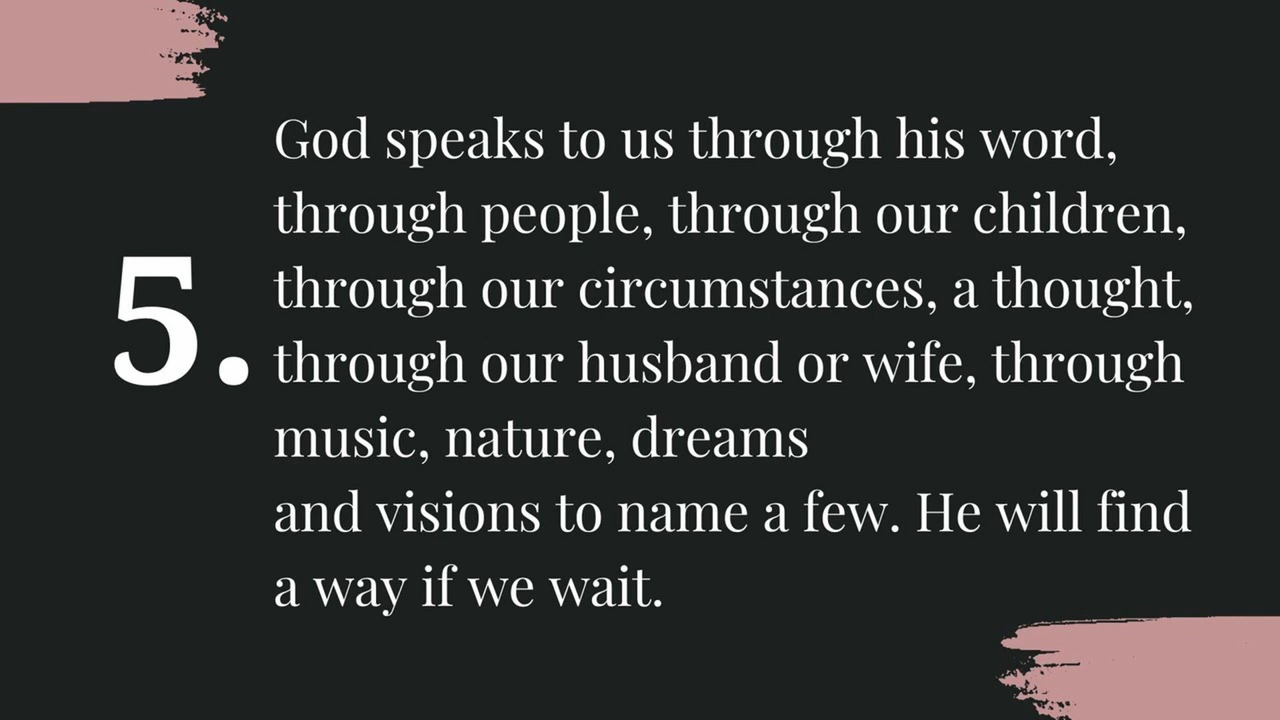 God speaks to us through his word,
through people, through our children,
5. through our circumstances, a thought,
through our husband or wife, through
music, nature, dreams
and visions to name a few. He will find
a way if we wait.